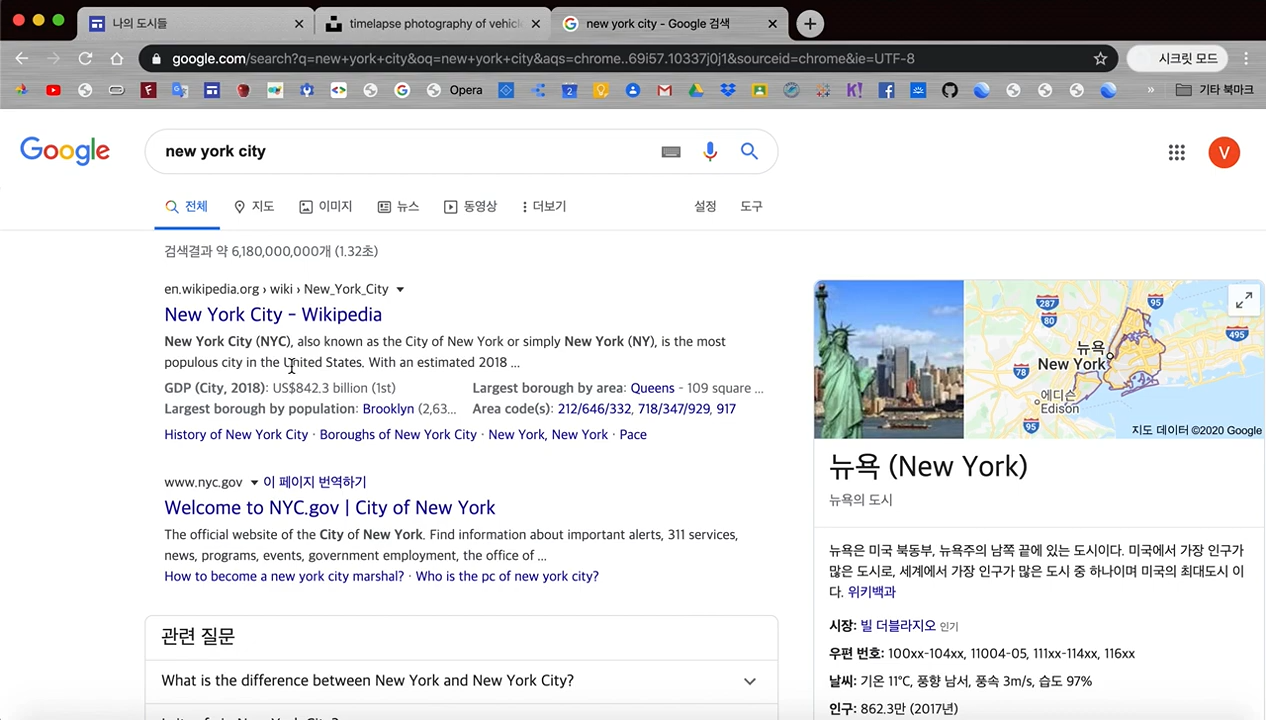 나의 도시들
timelapse photography of vehicl
new york city - Google 검색
google.com/search?q=new+york+city&oq=new+york+city&aqs=chrome..69i57.10337j0j1&sourceid=chrome&ie=UTF-8
시크릿 모드
Opera
기타 북마크
Google
new york city
V
전체
지도
이미지
뉴스
동영상
더보기
설정
도구
검색결과 약 6,180,000,000개 (1.32초)
en.wikipedia.org › wiki › New_York_City
New York City - Wikipedia
New York City (NYC), also known as the City of New York or simply New York (NY), is the most
populous city in the United States. With an estimated 2018 ...
GDP (City, 2018): US$842.3 billion (1st)
Largest borough by area: Queens - 109 square ...
Largest borough by population: Brooklyn (2,63...
Area code(s): 212/646/332, 718/347/929, 917
History of New York City · Boroughs of New York City · New York, New York · Pace
www.nyc.gov ▾ 이 페이지 번역하기
Welcome to NYC.gov | City of New York
The official website of the City of New York. Find information about important alerts, 311 services,
news, programs, events, government employment, the office of ...
How to become a new york city marshal? · Who is the pc of new york city?
관련 질문
What is the difference between New York and New York City?
287
80
95
495
뉴욕
New York
78
에디슨
Edison
95
지도 데이터 ©2020 Google
뉴욕 (New York)
뉴욕의 도시
뉴욕은 미국 북동부, 뉴욕주의 남쪽 끝에 있는 도시이다. 미국에서 가장 인구가
많은 도시로, 세계에서 가장 인구가 많은 도시 중 하나이며 미국의 최대도시 이
다. 위키백과
시장: 빌 더블라지오 인기
우편 번호: 100xx-104xx, 11004-05, 111xx-114xx, 116xx
날씨: 기온 11°C, 풍향 남서, 풍속 3m/s, 습도 97%
인구: 862.3만 (2017년)